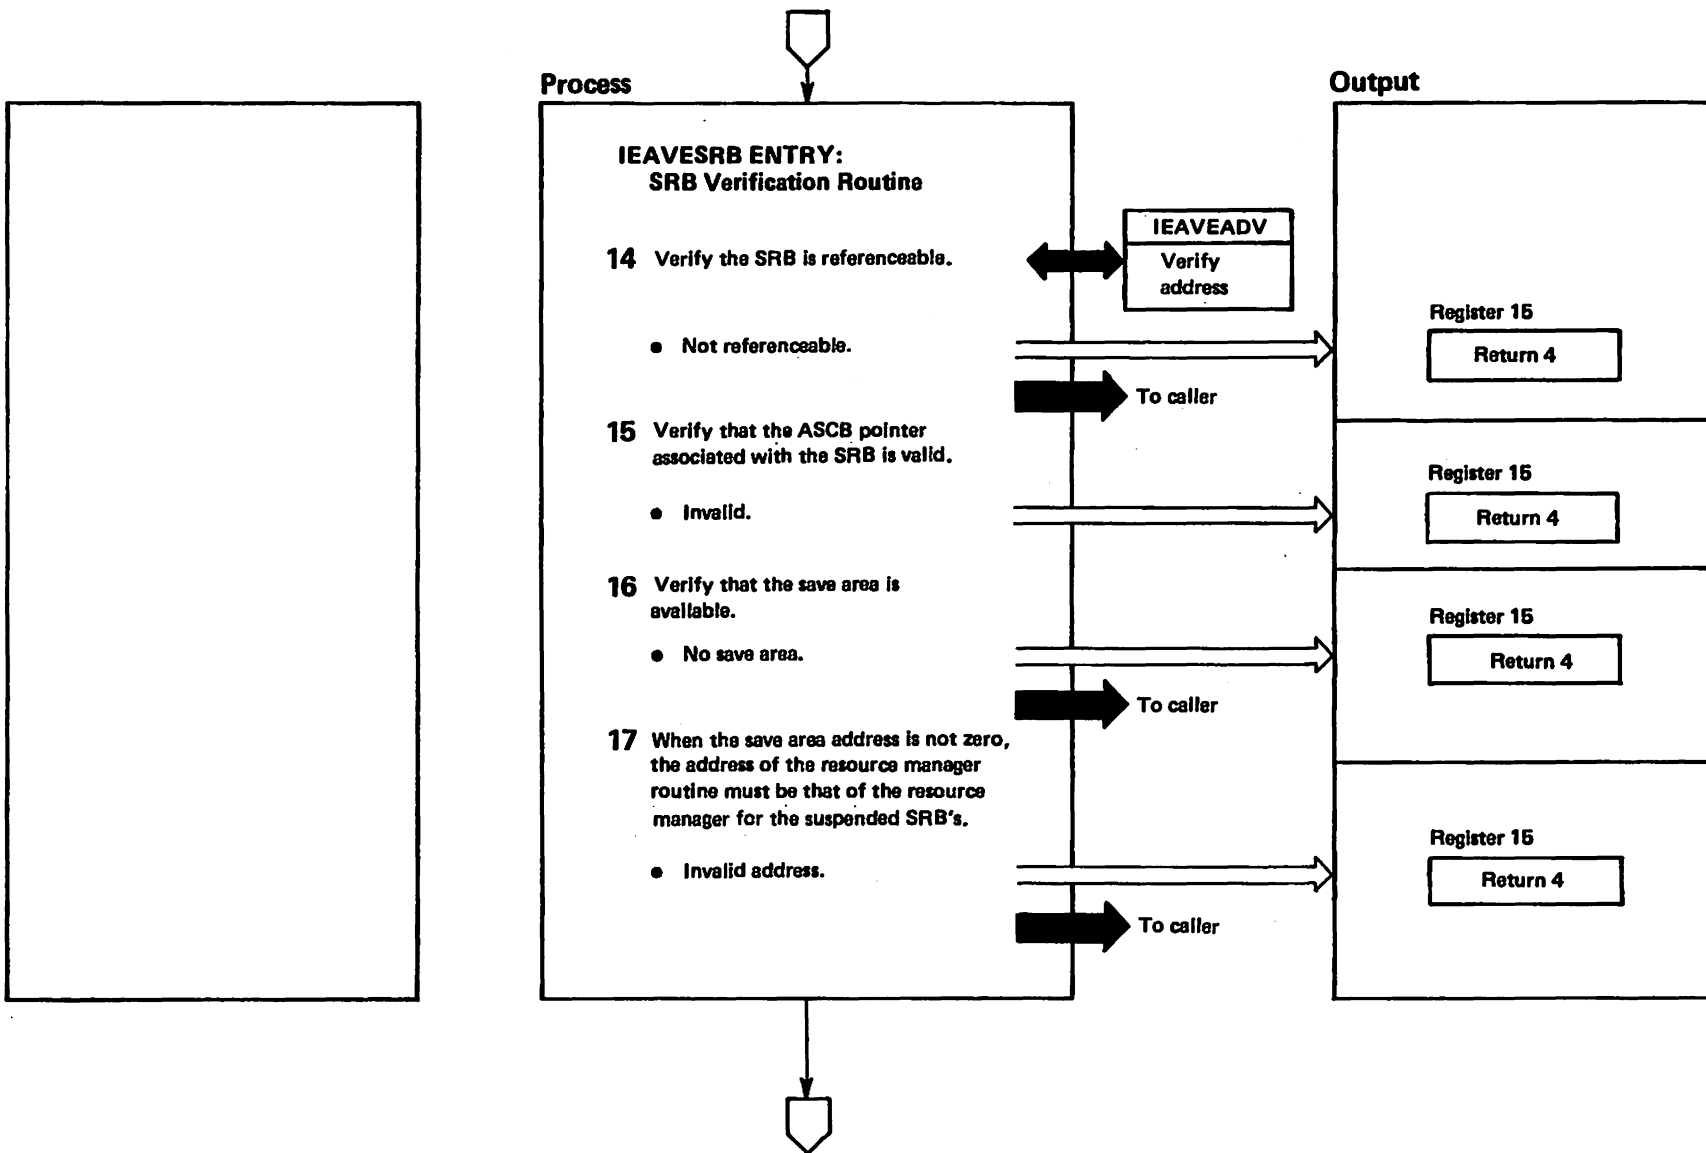 Process
Output
IEAVESRB ENTRY:
SRB Verification Routine
14 Verify the SRB is referenceable.
IEAVEADV
Verify
address
• Not referenceable.
Register 15
Return 4
To caller
15 Verify that the ASCB pointer
associated with the SRB is valid.
• Invalid.
Register 15
Return 4
16 Verify that the save area is
available.
• No save area.
Register 15
Return 4
To caller
17 When the save area address is not zero,
the address of the resource manager
routine must be that of the resource
manager for the suspended SRB's.
• Invalid address.
Register 15
Return 4
To caller